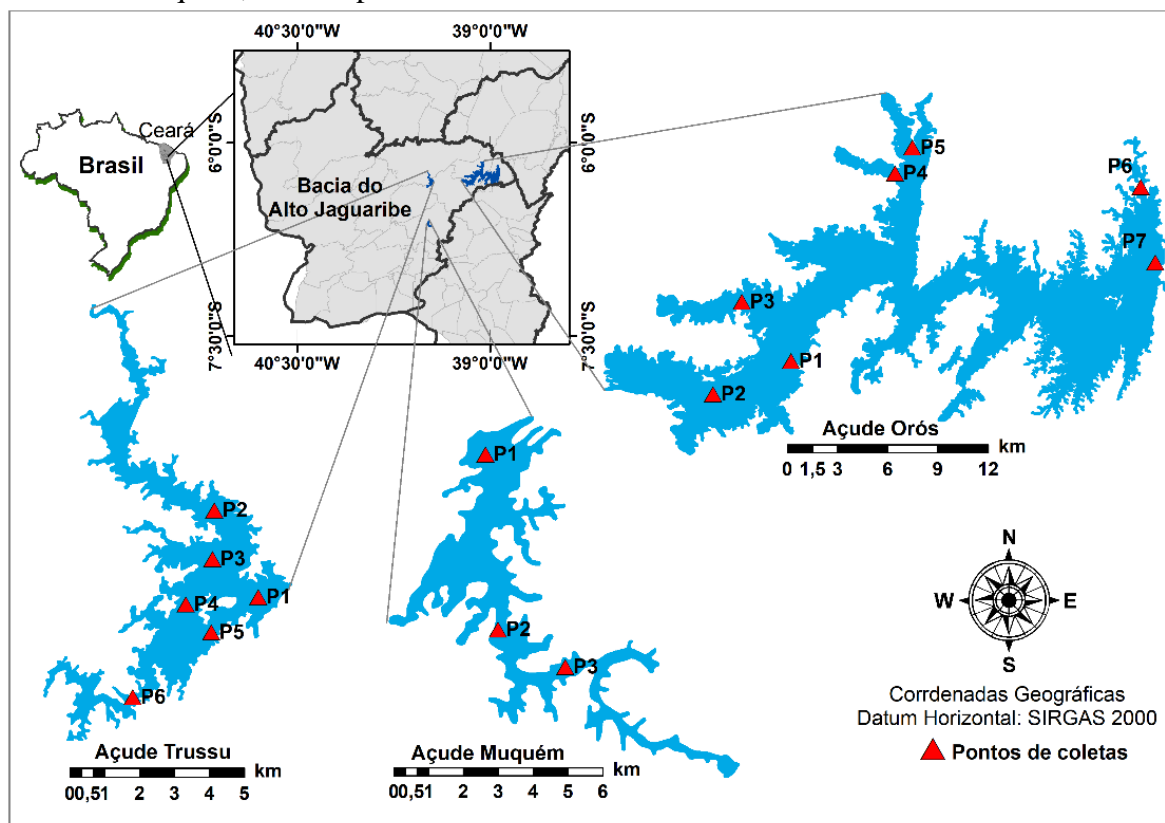 40°30'0"W 39°0'0"W
Ceará
Brasil
6°0'0"S
6°0'0"S
Bacia do
Alto Jaguaribe
7°30'0"S
7°30'0"S
40°30'0"W 39°0'0"W
P5
P4
P6
P7
P3
P1
P2
Açude Orós
km
0 1,5 3 6 9 12
P2
P3
P1
P4
P5
P6
Açude Trussu
km
00,51 2 3 4 5
P1
P2
P3
Açude Muquém
km
00,51 2 3 4 5 6
N
W E
S
Corrdenadas Geográficas
Datum Horizontal: SIRGAS 2000
Pontos de coletas